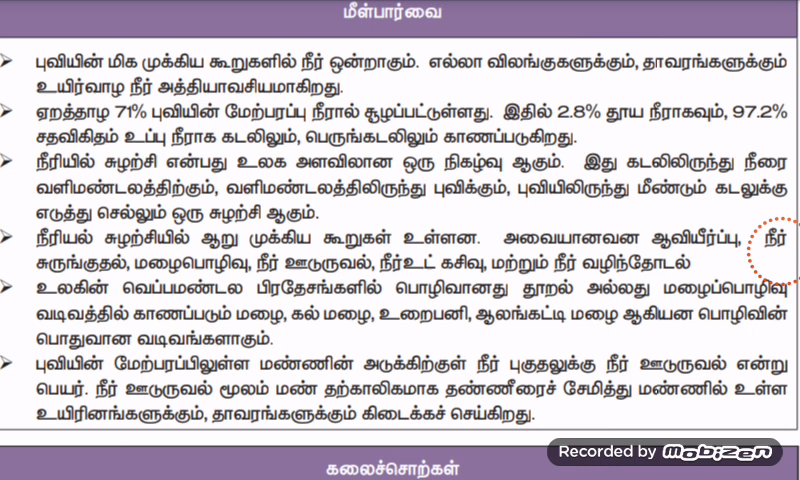 மீள்பார்வை
➢ புவியின் மிக முக்கிய கூறுகளில் நீர் ஒன்றாகும். எல்லா விலங்குகளுக்கும், தாவரங்களுக்கும்
உயிர்வாழ நீர் அத்தியாவசியமாகிறது.
➢ ஏறத்தாழ 71% புவியின் மேற்பரப்பு நீரால் சூழப்பட்டுள்ளது. இதில் 2.8% தூய நீராகவும், 97.2%
சதவிகிதம் உப்பு நீராக கடலிலும், பெருங்கடலிலும் காணப்படுகிறது.
➢ நீரியில் சுழற்சி என்பது உலக அளவிலான ஒரு நிகழ்வு ஆகும். இது கடலிலிருந்து நீரை
வளிமண்டலத்திற்கும், வளிமண்டலத்திலிருந்து புவிக்கும், புவியிலிருந்து மீண்டும் கடலுக்கு
எடுத்து செல்லும் ஒரு சுழற்சி ஆகும்.
➢ நீரியல் சுழற்சியில் ஆறு முக்கிய கூறுகள் உள்ளன. அவையானவன ஆவியீர்ப்பு, நீர்
சுருங்குதல், மழைபொழிவு, நீர் ஊடுருவல், நீர்உட் கசிவு, மற்றும் நீர் வழிந்தோடல்
➢ உலகின் வெப்பமண்டல பிரதேசங்களில் பொழிவானது தூறல் அல்லது மழைப்பொழிவு
வடிவத்தில் காணப்படும் மழை, கல் மழை, உறைபனி, ஆலங்கட்டி மழை ஆகியன பொழிவின்
பொதுவான வடிவங்களாகும்.
➢ புவியின் மேற்பரப்பிலுள்ள மண்ணின் அடுக்கிற்குள் நீர் புகுதலுக்கு நீர் ஊடுருவல் என்று
பெயர். நீர் ஊடுருவல் மூலம் மண் தற்காலிகமாக தண்ணீரைச் சேமித்து மண்ணில் உள்ள
உயிரினங்களுக்கும், தாவரங்களுக்கும் கிடைக்கச் செய்கிறது.
Recorded by mobizen
கலைச்சொற்கள்